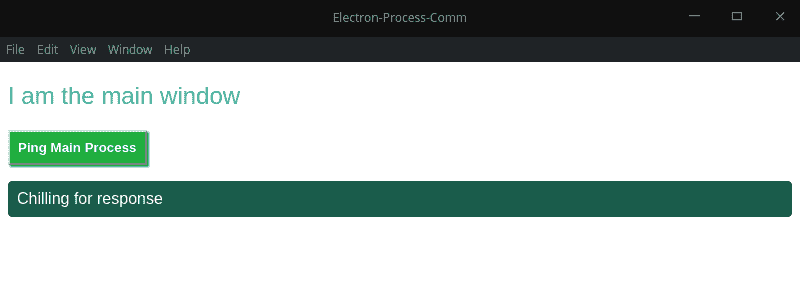 Electron-Process-Comm
File Edit View Window Help
I am the main window
Ping Main Process
Chilling for response